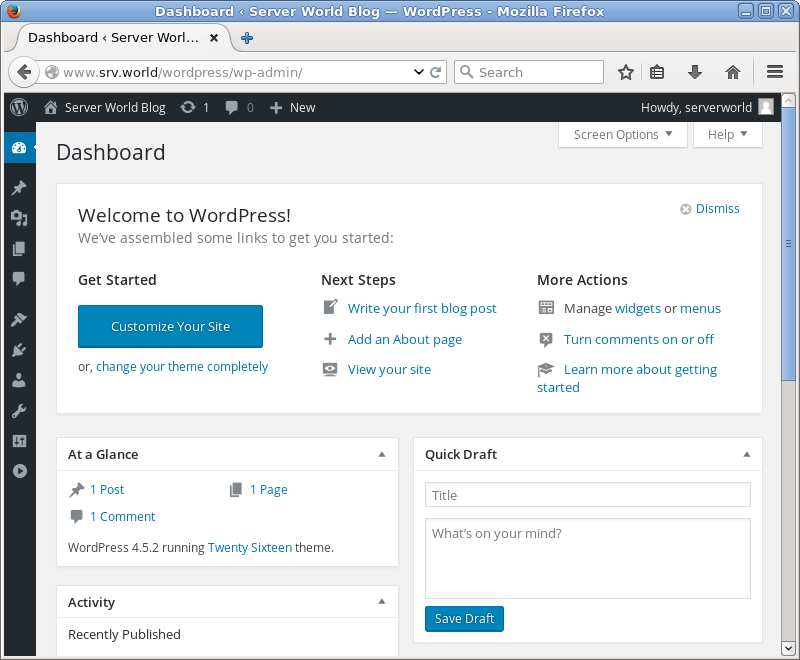 Dashboard ‹ Server World Blog — WordPress - Mozilla Firefox
Dashboard ‹ Server Worl...
www.srv.world/wordpress/wp-admin/
Search
Server World Blog 1 0 New Howdy, serverworld
Screen Options Help
Dashboard
Welcome to WordPress!
Dismiss
We've assembled some links to get you started:
Get Started
Customize Your Site
or, change your theme completely
Next Steps
Write your first blog post
Add an About page
View your site
More Actions
Manage widgets or menus
Turn comments on or off
Learn more about getting
started
At a Glance
1 Post 1 Page
1 Comment
WordPress 4.5.2 running Twenty Sixteen theme.
Activity
Recently Published
Quick Draft
Title
What's on your mind?
Save Draft